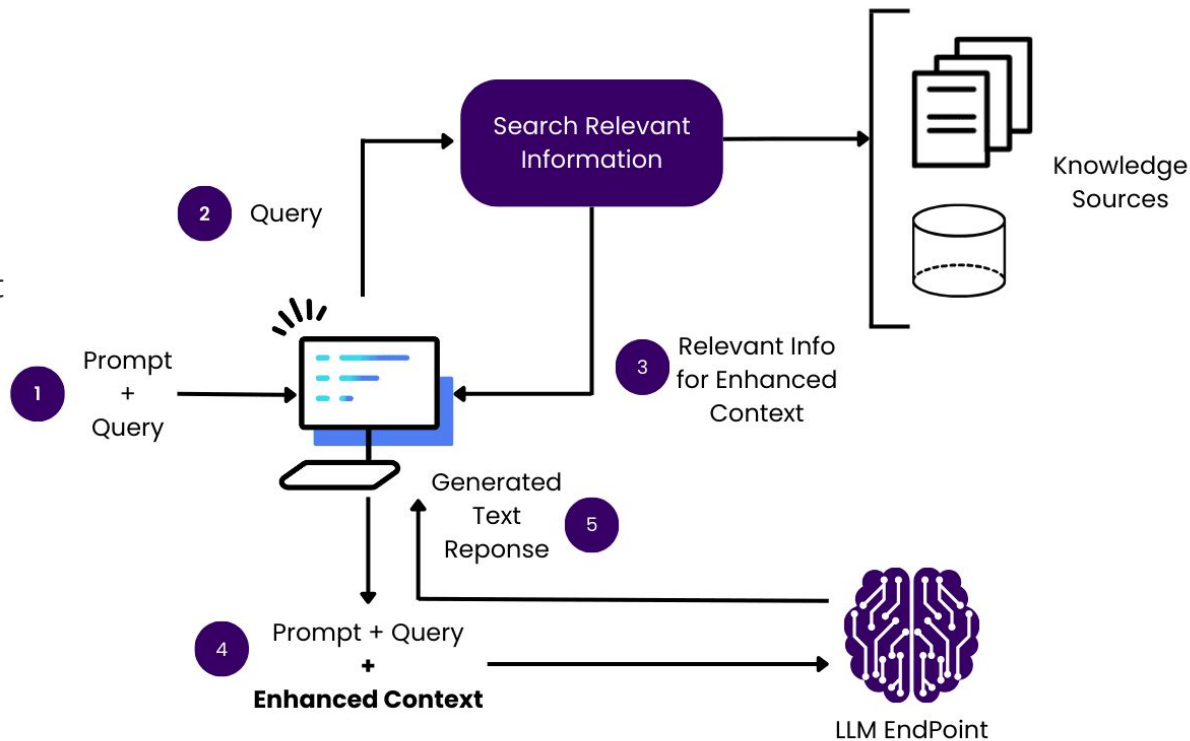 Search Relevant
Information
Knowledge
Sources
2 Query
1
Prompt
+
Query
3
Relevant Info
for Enhanced
Context
Generated
Text
Reponse
5
4
Prompt + Query
+
Enhanced Context
LLM EndPoint